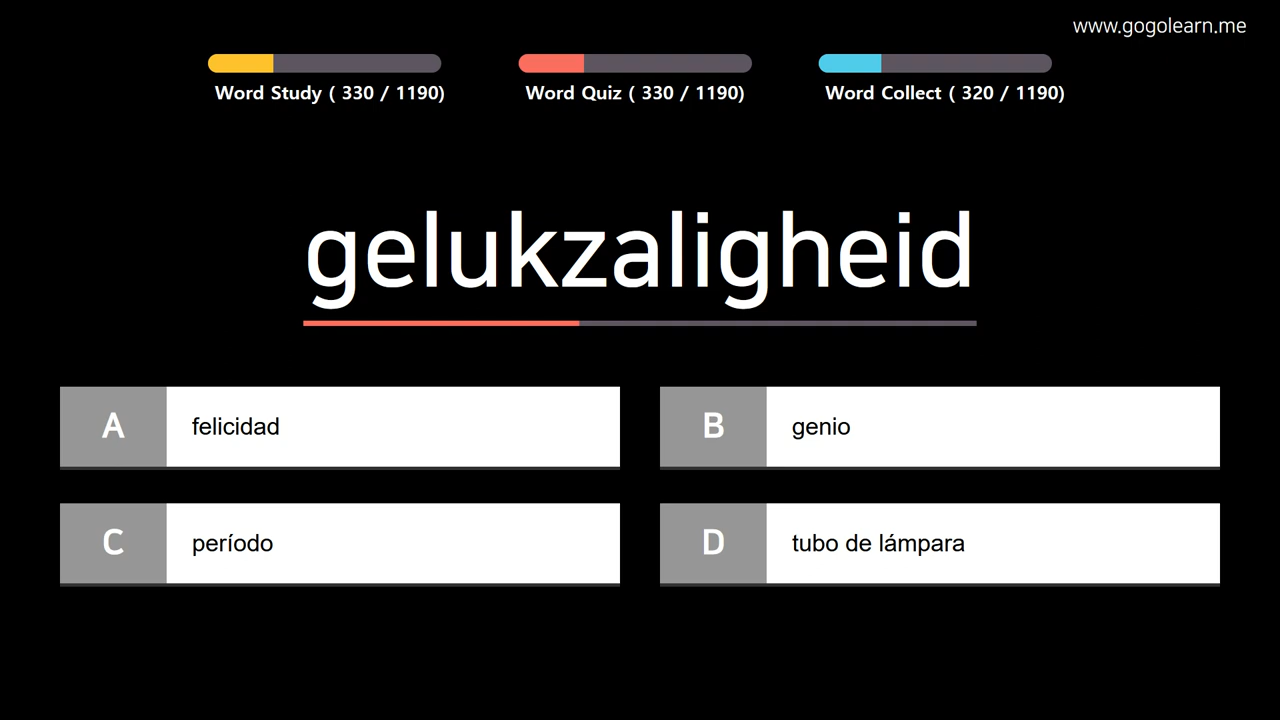 www.gogolearn.me
Word Study ( 330 / 1190)
Word Quiz ( 330 / 1190)
Word Collect ( 320 / 1190)
gelukzaligheid
A felicidad
B genio
C período
D tubo de lámpara